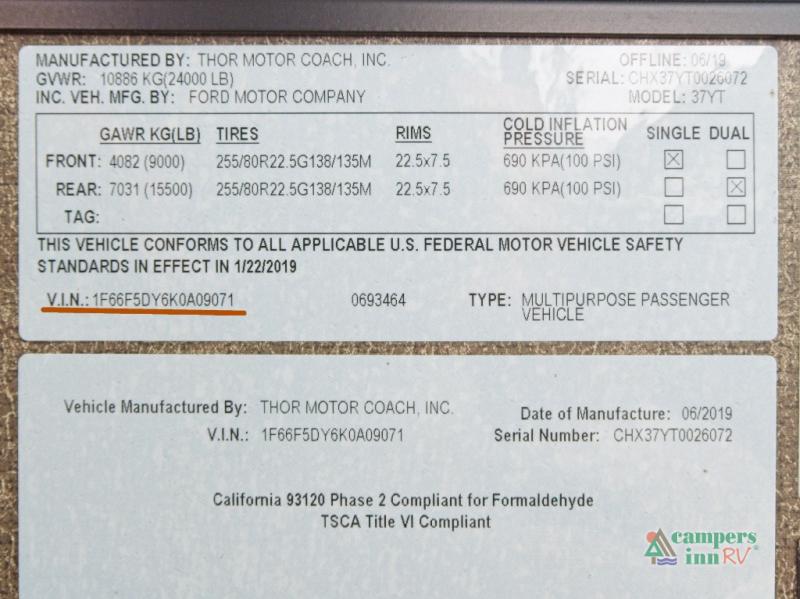 MANUFACTURED BY: THOR MOTOR COACH, INC. OFFLINE: 06/19
GVWR: 10886 KG(24000 LB) SERIAL: CHX37YT0026072
INC. VEH. MFG. BY: FORD MOTOR COMPANY MODEL: 37YT
GAWR KG(LB) TIRES RIMS COLD INFLATION PRESSURE SINGLE DUAL
FRONT: 4082 (9000) 255/80R22.5G138/135M 22.5x7.5 690 KPA(100 PSI)
REAR: 7031 (15500) 255/80R22.5G138/135M 22.5x7.5 690 KPA(100 PSI)
TAG:
THIS VEHICLE CONFORMS TO ALL APPLICABLE U.S. FEDERAL MOTOR VEHICLE SAFETY
STANDARDS IN EFFECT IN 1/22/2019
V.I.N.: 1F66F5DY6K0A09071 0693464 TYPE: MULTIPURPOSE PASSENGER
VEHICLE
Vehicle Manufactured By: THOR MOTOR COACH, INC. Date of Manufacture: 06/2019
V.I.N.: 1F66F5DY6K0A09071 Serial Number: CHX37YT0026072
California 93120 Phase 2 Compliant for Formaldehyde
TSCA Title VI Compliant
campers
inn RV®